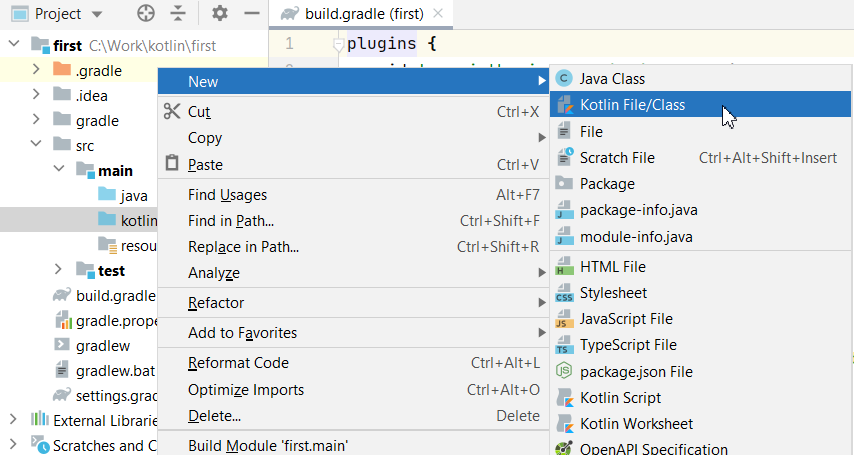 Project
build.gradle (first)
first C:\Work\kotlin\first
1
plugins {
.gradle
New
Java Class
.idea
Cut Ctrl+X
Kotlin File/Class
gradle
Copy
File
src
Paste Ctrl+V
Scratch File Ctrl+Alt+Shift+Insert
main
Package
java
Find Usages Alt+F7
package-info.java
kotlin
Find in Path... Ctrl+Shift+F
module-info.java
resou
Replace in Path... Ctrl+Shift+R
test
Analyze
HTML File
build.gradle
Refactor
Stylesheet
gradle.prope
JavaScript File
gradlew
Add to Favorites
TypeScript File
gradlew.bat
Reformat Code Ctrl+Alt+L
package.json File
settings.grad
Optimize Imports Ctrl+Alt+O
Kotlin Script
External Librarie
Delete... Delete
Kotlin Worksheet
Scratches and C
Build Module 'first.main'
OpenAPI Specification